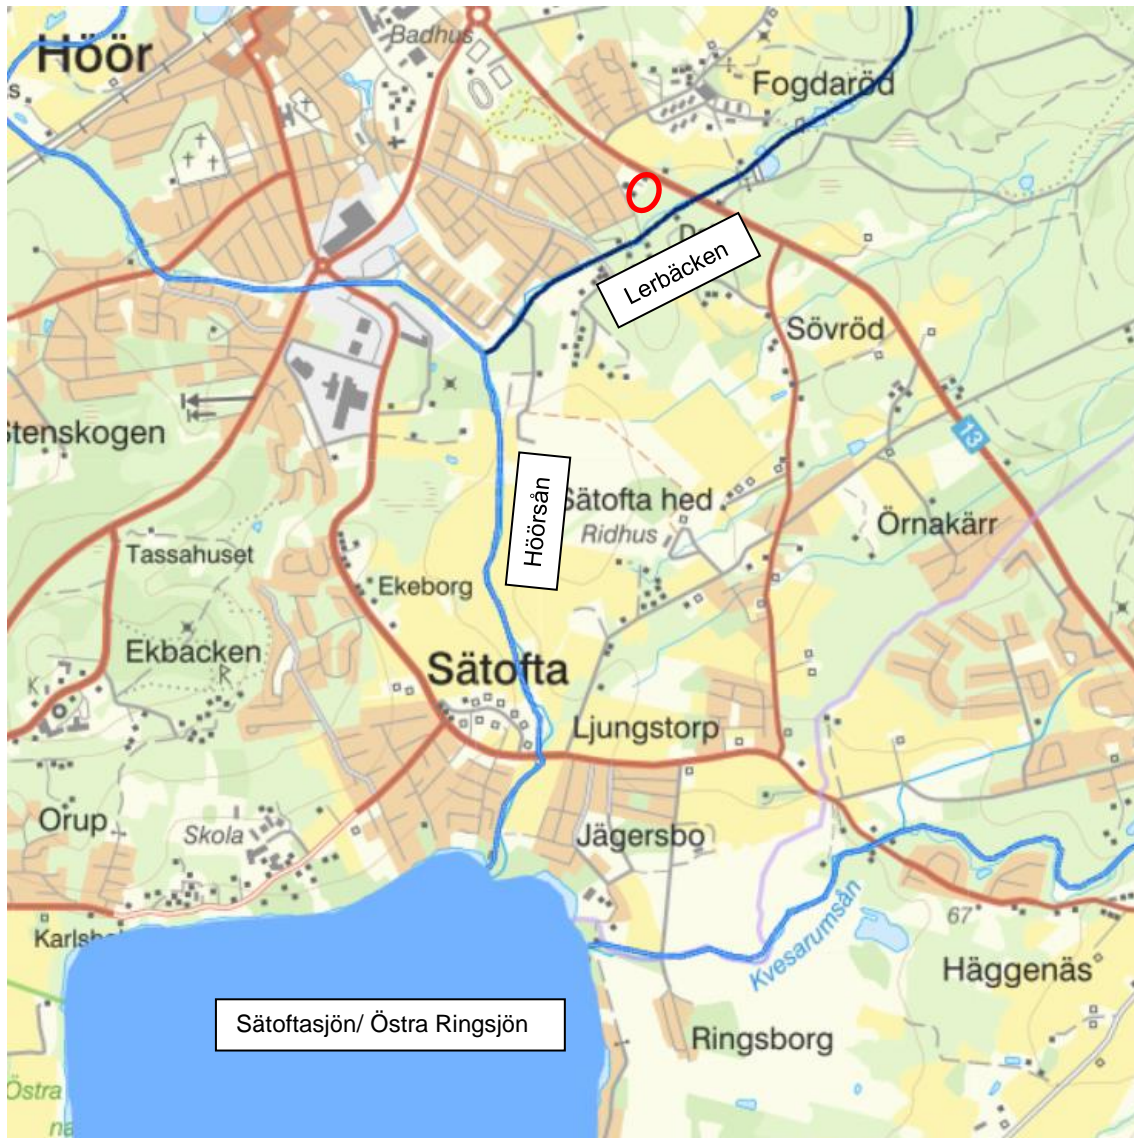 Badhus
Höör
Fogdaröd
s
Lerbäcken
Sövröd
Stenskogen
13
Höörsån
Sätofta hed
Ridhus
Örnakärr
Tassahuset
Ekeborg
Ekbacken
Sätofta
Ljungstorp
Orup
Skola
Jägersbo
67
Kvesarumsån
Häggenäs
Sätoftasjön/ Östra Ringsjön
Ringsborg
Östra